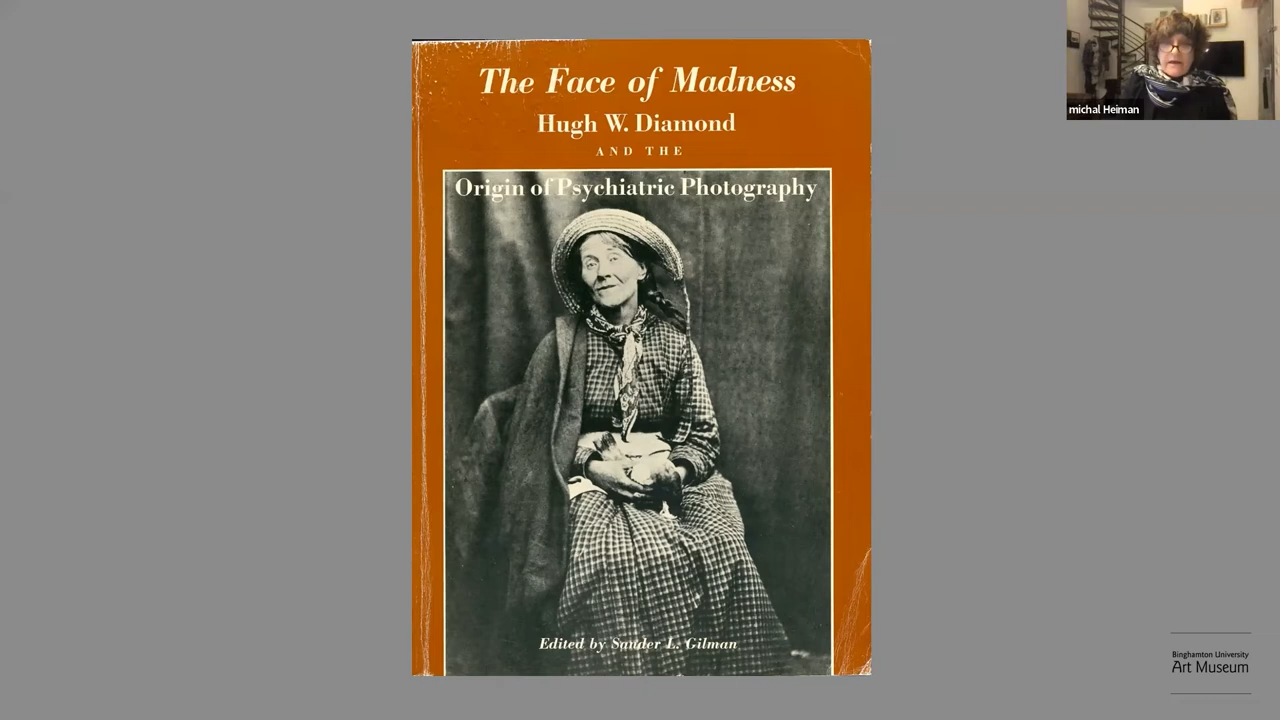 The Face of Madness
Hugh W. Diamond
AND THE
Origin of Psychiatric Photography
Edited by Sander L. Gilman
michal Heiman
Binghamton University
Art Museum